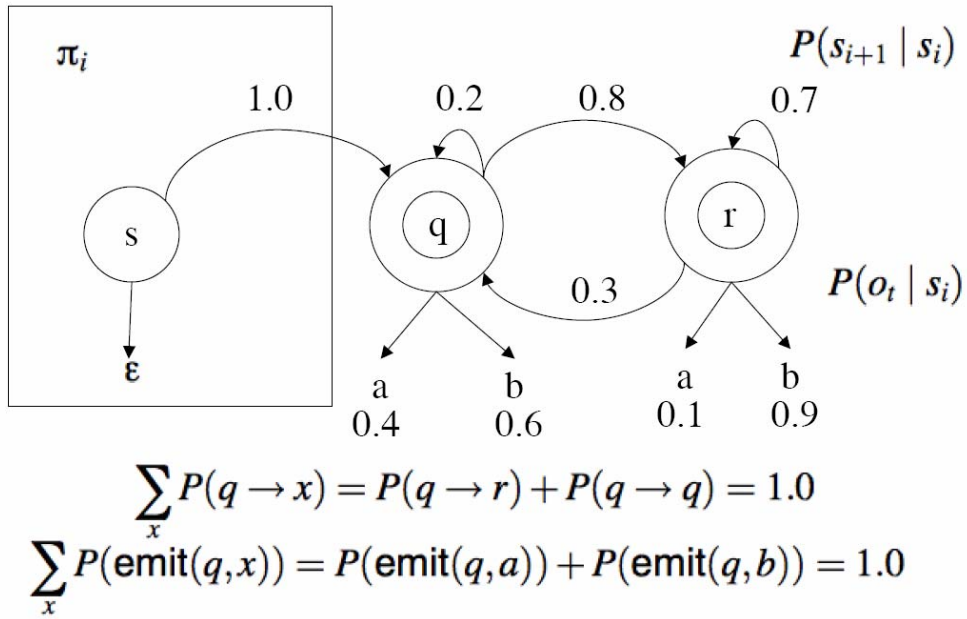 π_i
P(s_{i+1} | s_i)
1.0
0.2
0.8
0.7
s
q
r
0.3
P(o_t | s_i)
ε
a
b
a
b
0.4
0.6
0.1
0.9
∑_x P(q → x) = P(q → r) + P(q → q) = 1.0
∑_x P(emit(q,x)) = P(emit(q,a)) + P(emit(q,b)) = 1.0